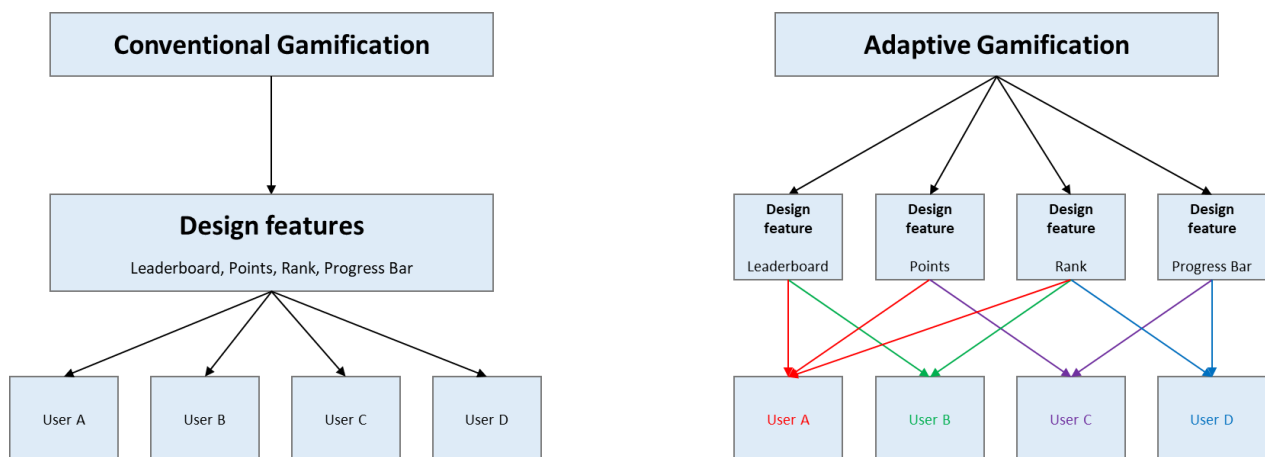 Conventional Gamification
Design features
Leaderboard, Points, Rank, Progress Bar
User A
User B
User C
User D
Adaptive Gamification
Design
feature
Leaderboard
Design
feature
Points
Design
feature
Rank
Design
feature
Progress Bar
User A
User B
User C
User D